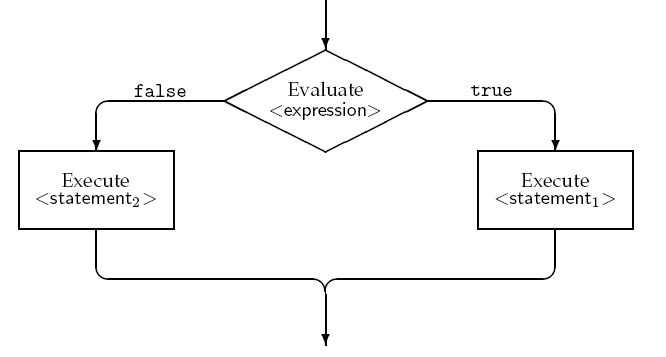 false
Evaluate
<expression>
true
Execute
<statement₂>
Execute
<statement₁>